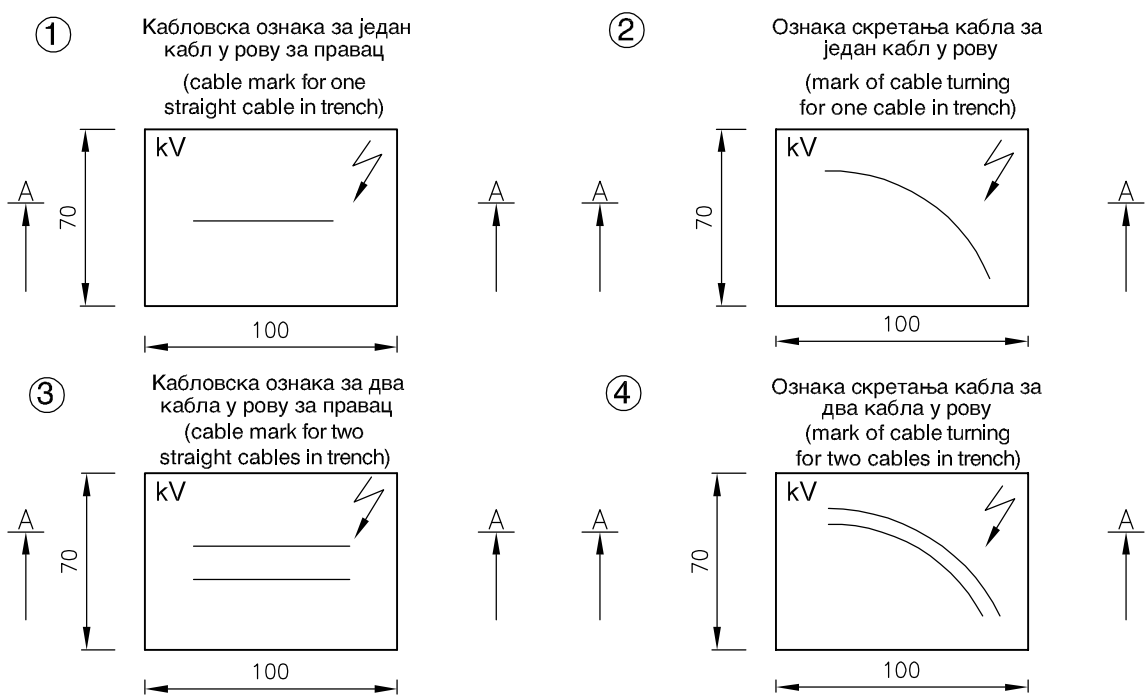 1
Кабловска ознака за један
кабл у рову за правац
(cable mark for one
straight cable in trench)
kV
A
A
70
100
2
Ознака скретања кабла за
један кабл у рову
(mark of cable turning
for one cable in trench)
kV
A
A
70
100
3
Кабловска ознака за два
кабла у рову за правац
(cable mark for two
straight cables in trench)
kV
A
A
70
100
4
Ознака скретања кабла за
два кабла у рову
(mark of cable turning
for two cables in trench)
kV
A
A
70
100